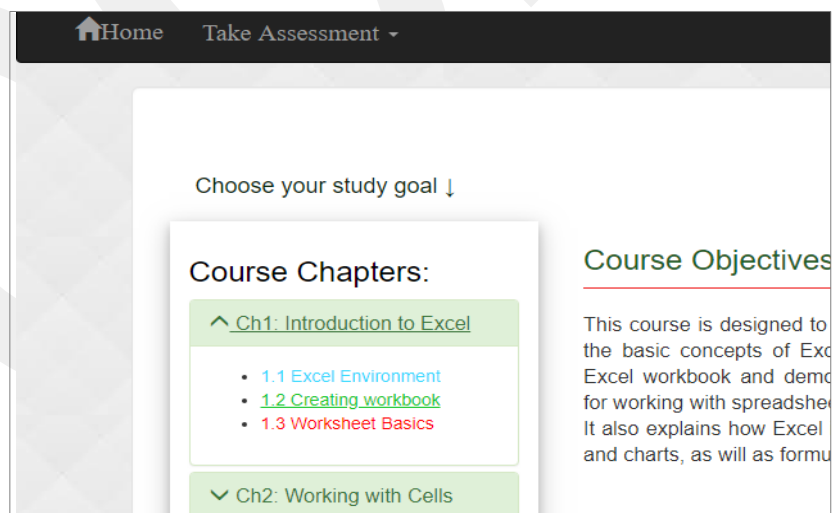 Home Take Assessment
Choose your study goal ↓
Course Chapters:
Ch1: Introduction to Excel
1.1 Excel Environment
1.2 Creating workbook
1.3 Worksheet Basics
Ch2: Working with Cells
Course Objectives
This course is designed to
the basic concepts of
Excel workbook and
for working with
It also explains how Excel
and charts, as will as